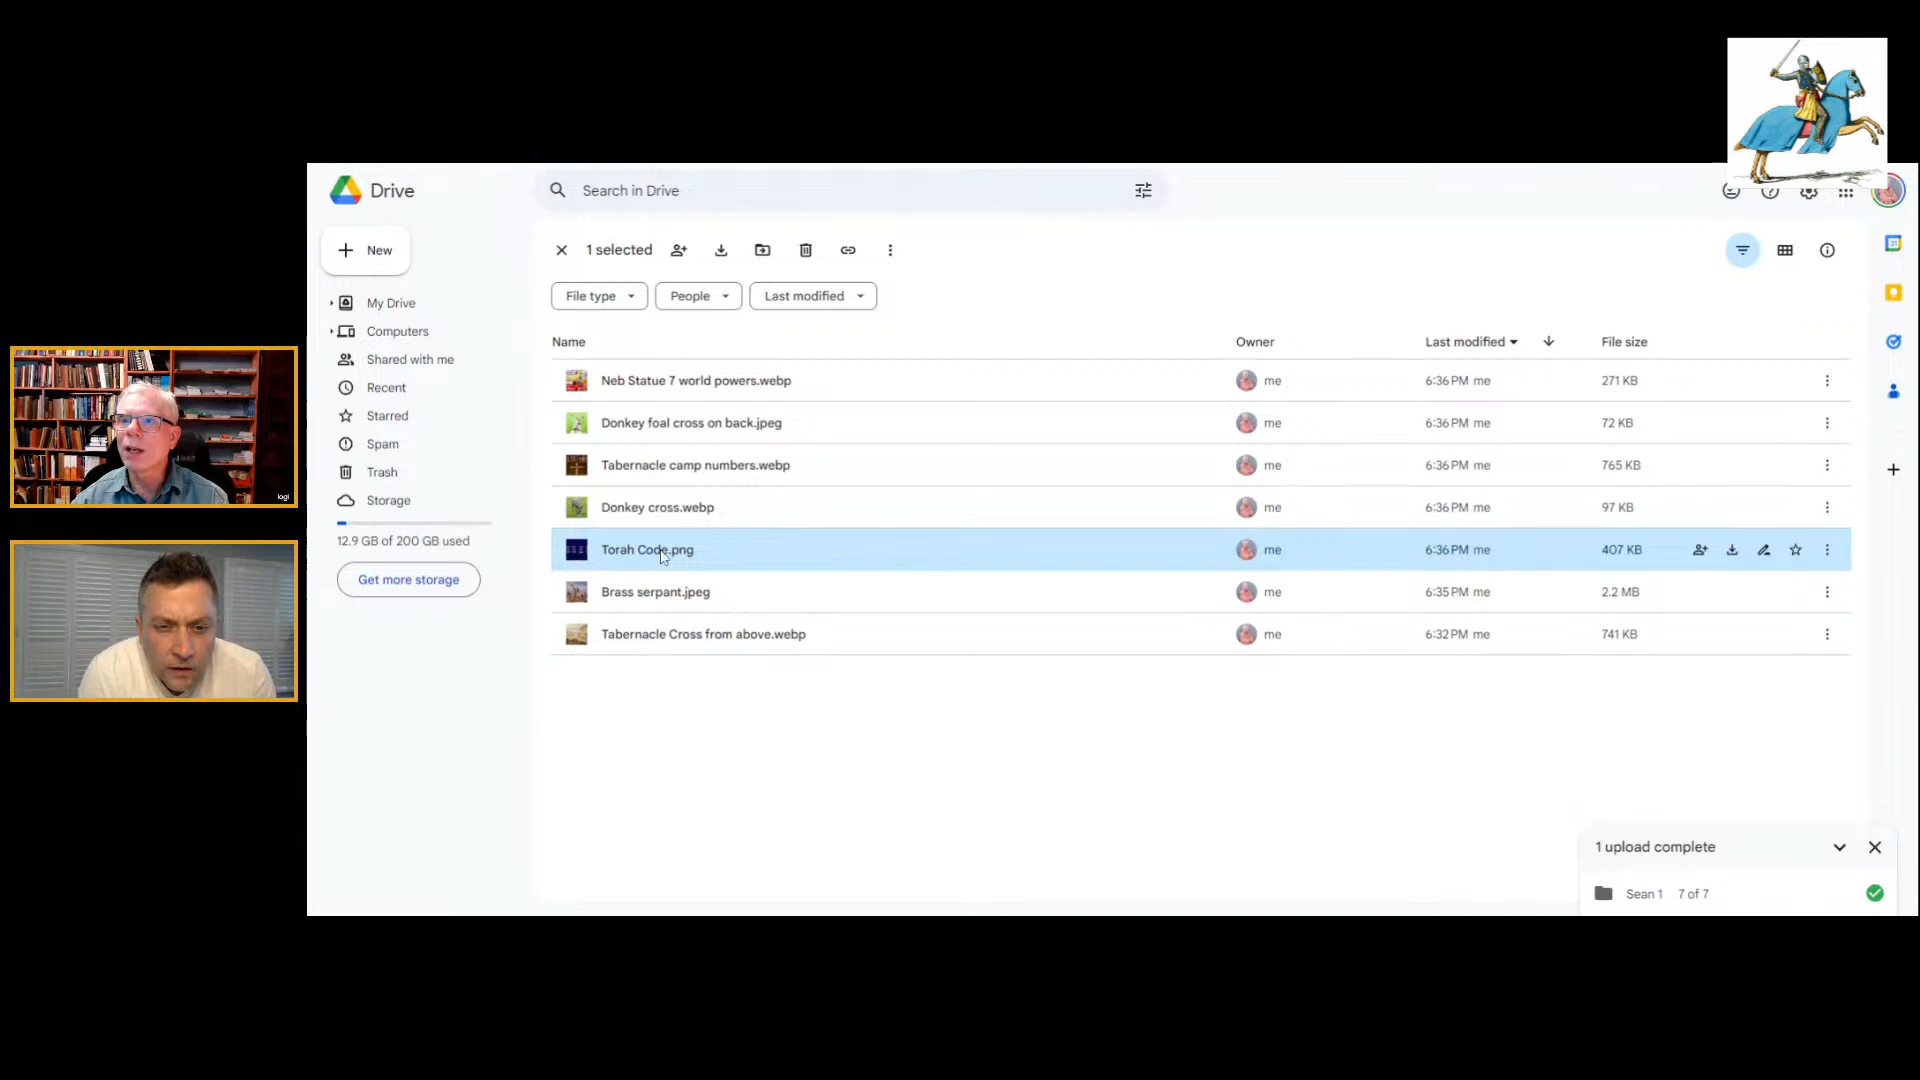 Drive
Search in Drive
New
1 selected
My Drive
Computers
Shared with me
Recent
Starred
Spam
Trash
Storage
12.9 GB of 200 GB used
Get more storage
File type People Last modified
Name Owner Last modified File size
Neb Statue 7 world powers.webp me 6:36 PM me 271 KB
Donkey foal cross on back.jpeg me 6:36 PM me 72 KB
Tabernacle camp numbers.webp me 6:36 PM me 765 KB
Donkey cross.webp me 6:36 PM me 97 KB
Torah Code.png me 6:36 PM me 407 KB
Brass serpant.jpeg me 6:35 PM me 2.2 MB
Tabernacle Cross from above.webp me 6:32 PM me 741 KB
31
logi
1 upload complete
Sean 1 7 of 7